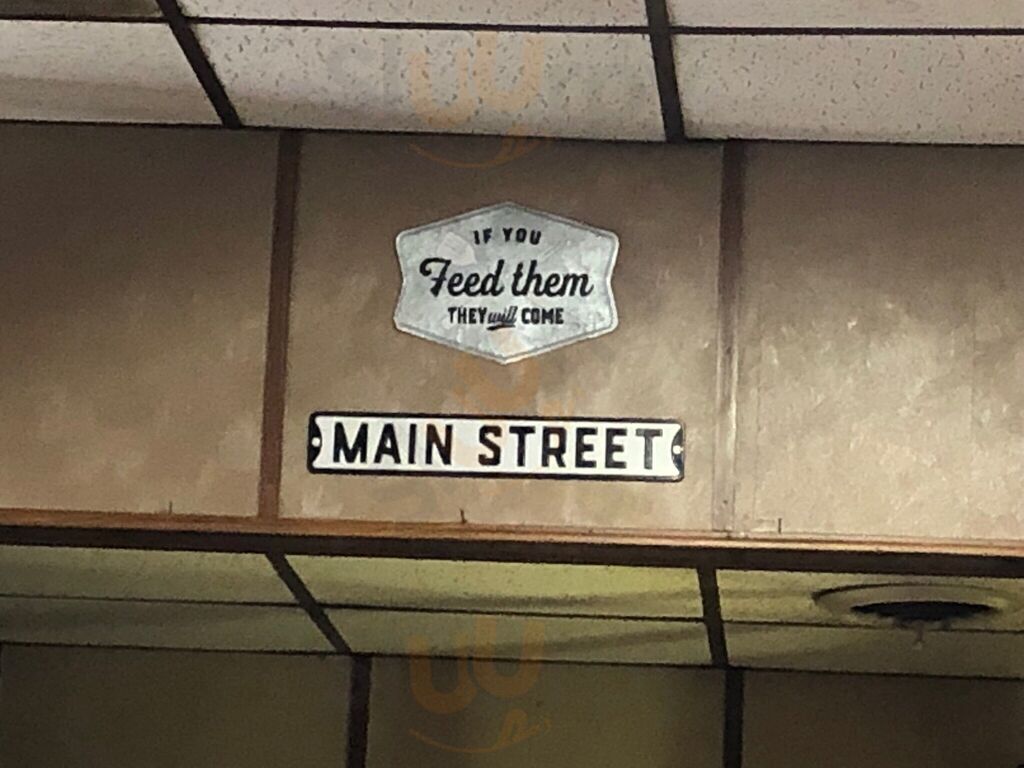 IF YOU
Feed them
THEY will COME
MAIN STREET